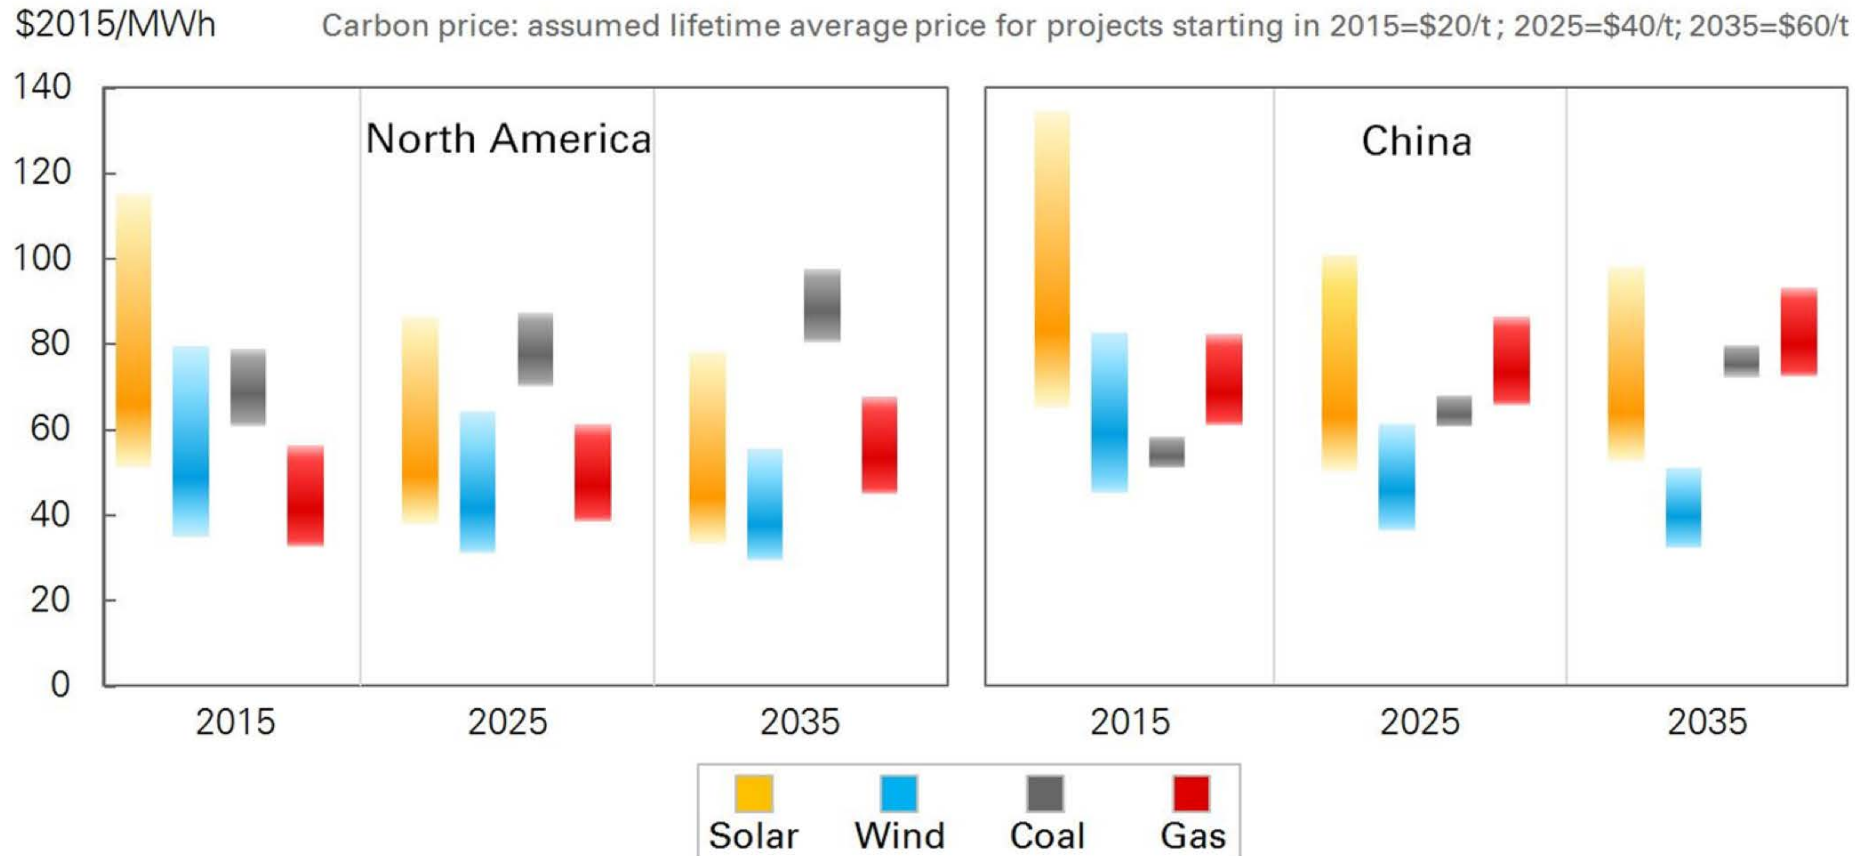 $2015/MWh
Carbon price: assumed lifetime average price for projects starting in 2015=$20/t; 2025=$40/t; 2035=$60/t
140
120
100
80
60
40
20
0
North America
China
2015 2025 2035 2015 2025 2035
Solar Wind Coal Gas